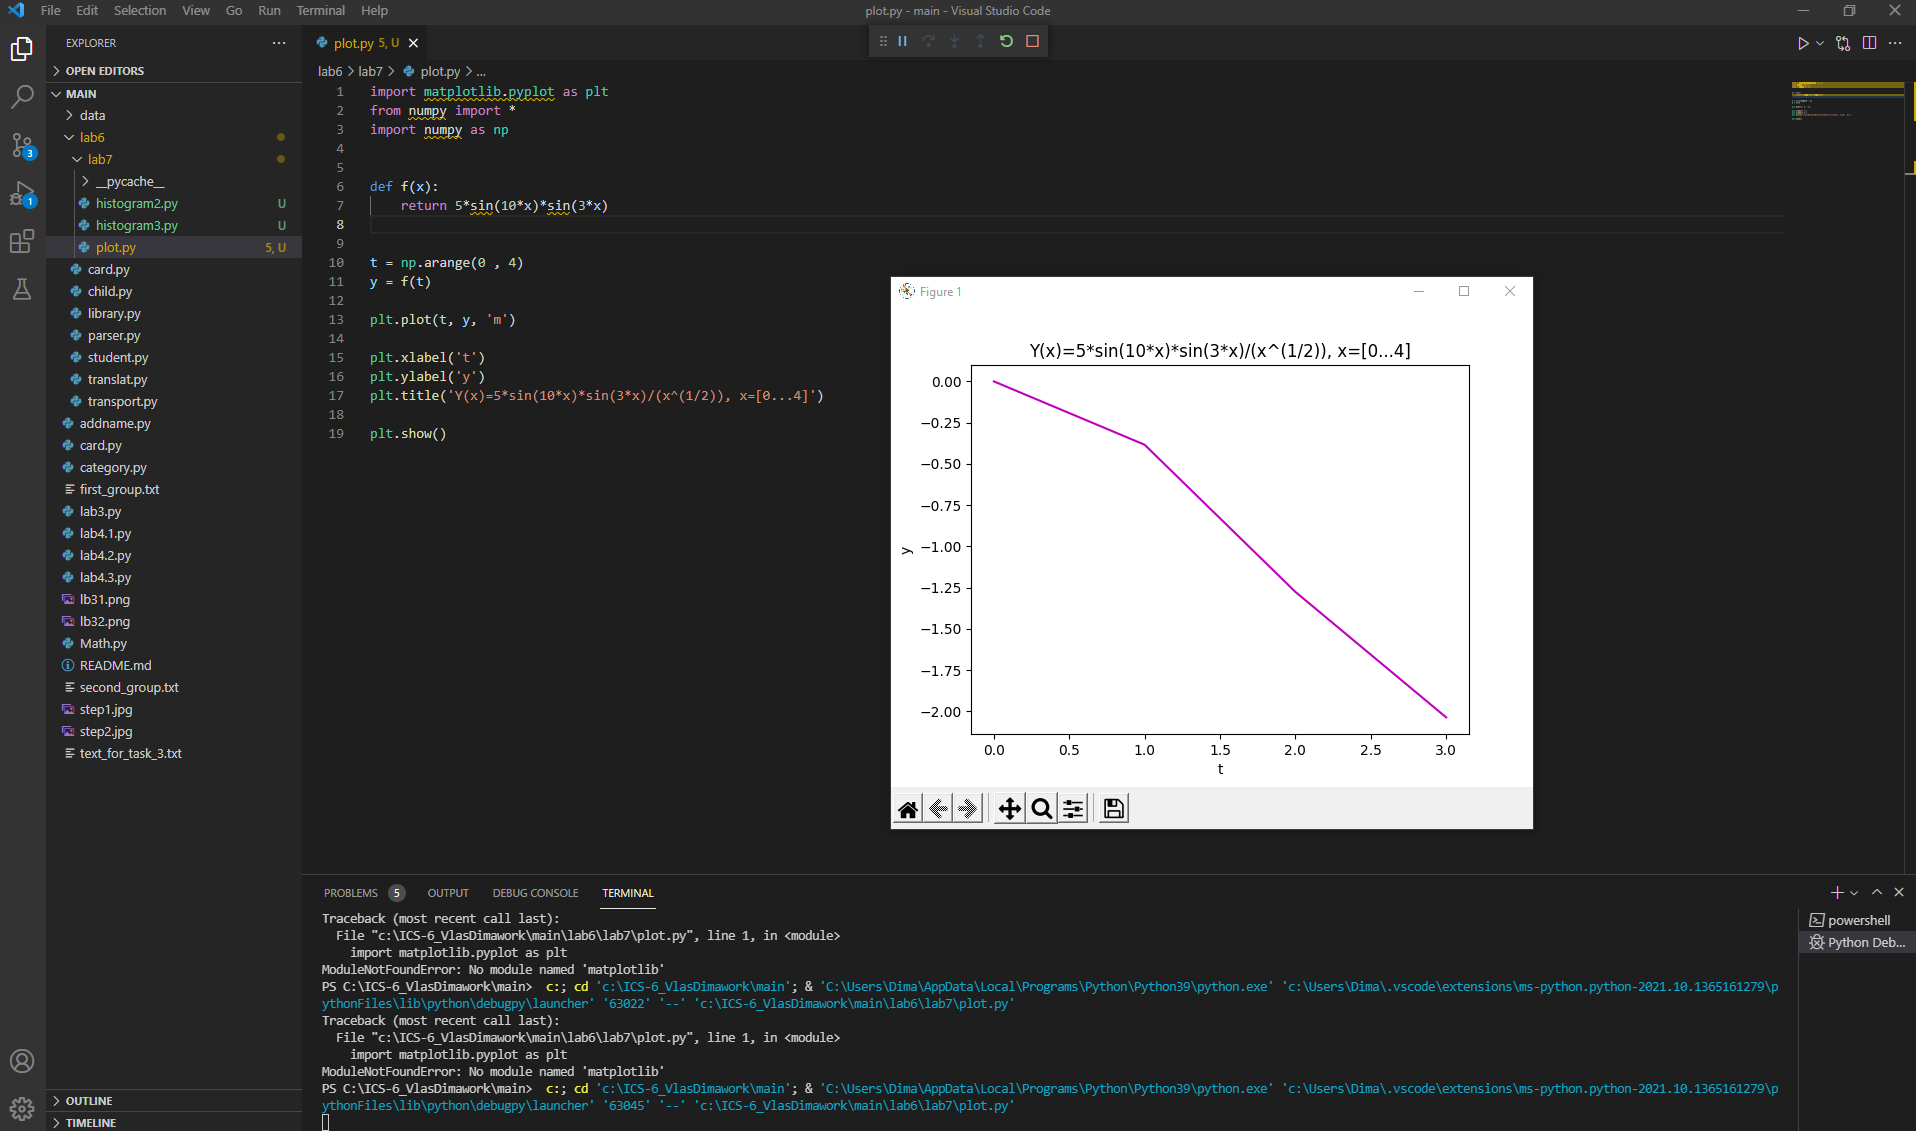 File Edit Selection View Go Run Terminal Help
plot.py - main - Visual Studio Code
EXPLORER
OPEN EDITORS
MAIN
data
lab6
lab7
__pycache__
histogram2.py U
histogram3.py U
plot.py 5, U
card.py
child.py
library.py
parser.py
student.py
translat.py
transport.py
addname.py
card.py
category.py
first_group.txt
lab3.py
lab4.1.py
lab4.2.py
lab4.3.py
lb31.png
lb32.png
Math.py
README.md
second_group.txt
step1.jpg
step2.jpg
text_for_task_3.txt
OUTLINE
TIMELINE
3
1
plot.py 5, U
lab6 > lab7 > plot.py > ...
1 import matplotlib.pyplot as plt
2 from numpy import *
3 import numpy as np
4
5
6 def f(x):
7 return 5*sin(10*x)*sin(3*x)
8
9
10 t = np.arange(0 , 4)
11 y = f(t)
12
13 plt.plot(t, y, 'm')
14
15 plt.xlabel('t')
16 plt.ylabel('y')
17 plt.title('Y(x)=5*sin(10*x)*sin(3*x)/(x^(1/2)), x=[0...4]')
18
19 plt.show()
Figure 1
Y(x)=5*sin(10*x)*sin(3*x)/(x^(1/2)), x=[0...4]
0.00
−0.25
−0.50
−0.75
−1.00
−1.25
−1.50
−1.75
−2.00
y
0.0 0.5 1.0 1.5 2.0 2.5 3.0
t
PROBLEMS 5 OUTPUT DEBUG CONSOLE TERMINAL
Traceback (most recent call last):
File "c:\ICS-6_VlasDimawork\main\lab6\lab7\plot.py", line 1, in <module>
import matplotlib.pyplot as plt
ModuleNotFoundError: No module named 'matplotlib'
PS C:\ICS-6_VlasDimawork\main> c:; cd 'c:\ICS-6_VlasDimawork\main'; & 'C:\Users\Dima\AppData\Local\Programs\Python\Python39\python.exe' 'c:\Users\Dima\.vscode\extensions\ms-python.python-2021.10.1365161279\p
ythonFiles\lib\python\debugpy\launcher' '63022' '--' 'c:\ICS-6_VlasDimawork\main\lab6\lab7\plot.py'
Traceback (most recent call last):
File "c:\ICS-6_VlasDimawork\main\lab6\lab7\plot.py", line 1, in <module>
import matplotlib.pyplot as plt
ModuleNotFoundError: No module named 'matplotlib'
PS C:\ICS-6_VlasDimawork\main> c:; cd 'c:\ICS-6_VlasDimawork\main'; & 'C:\Users\Dima\AppData\Local\Programs\Python\Python39\python.exe' 'c:\Users\Dima\.vscode\extensions\ms-python.python-2021.10.1365161279\p
ythonFiles\lib\python\debugpy\launcher' '63045' '--' 'c:\ICS-6_VlasDimawork\main\lab6\lab7\plot.py'
powershell
Python Deb...